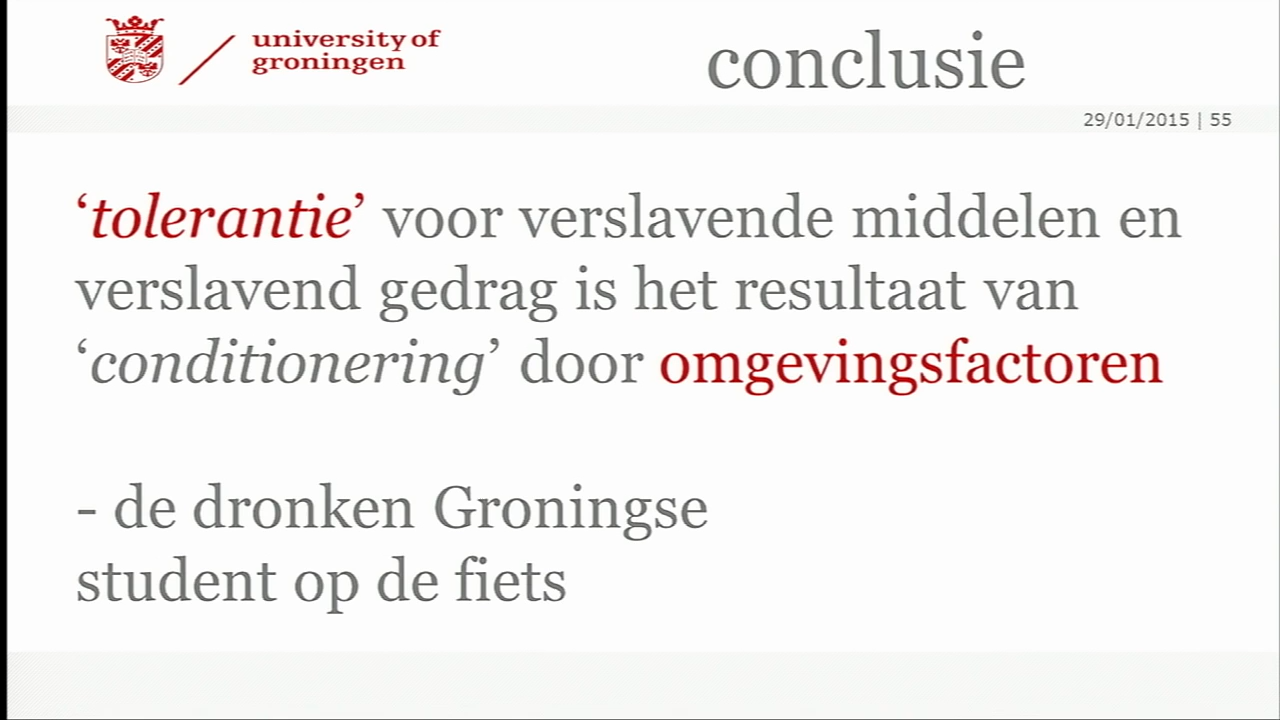 university of
groningen
conclusie
29/01/2015 | 55
‘tolerantie’ voor verslavende middelen en
verslavend gedrag is het resultaat van
‘conditionering’ door omgevingsfactoren
- de dronken Groningse
student op de fiets